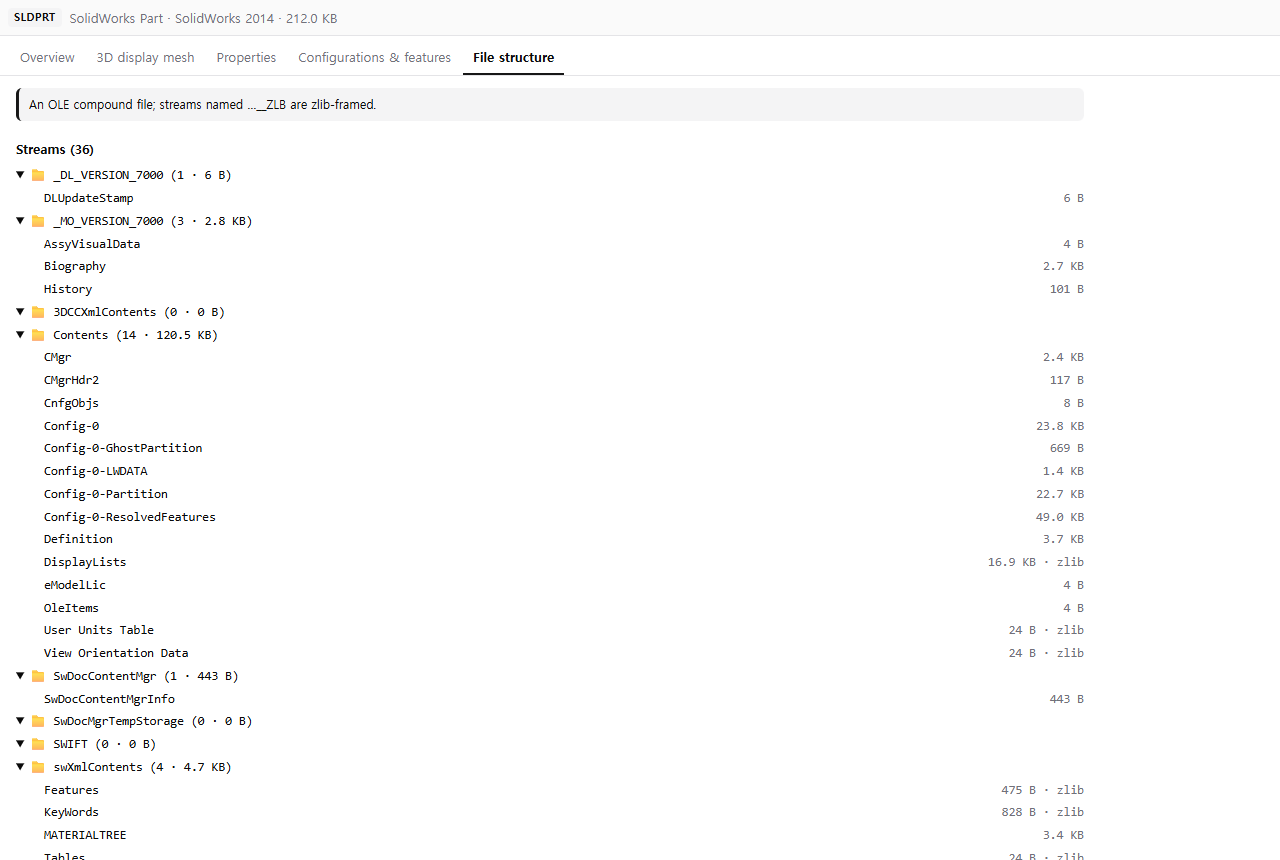 SLDPRT SolidWorks Part · SolidWorks 2014 · 212.0 KB
Overview 3D display mesh Properties Configurations & features File structure
An OLE compound file; streams named ...__ZLB are zlib-framed.
Streams (36)
▼ _DL_VERSION_7000 (1 · 6 B)
DLUpdateStamp 6 B
▼ _MO_VERSION_7000 (3 · 2.8 KB)
AssyVisualData 4 B
Biography 2.7 KB
History 101 B
▼ 3DCCXmlContents (0 · 0 B)
▼ Contents (14 · 120.5 KB)
CMgr 2.4 KB
CMgrHdr2 117 B
CnfgObjs 8 B
Config-0 23.8 KB
Config-0-GhostPartition 669 B
Config-0-LWDATA 1.4 KB
Config-0-Partition 22.7 KB
Config-0-ResolvedFeatures 49.0 KB
Definition 3.7 KB
DisplayLists 16.9 KB · zlib
eModelLic 4 B
OleItems 4 B
User Units Table 24 B · zlib
View Orientation Data 24 B · zlib
▼ SwDocContentMgr (1 · 443 B)
SwDocContentMgrInfo 443 B
▼ SwDocMgrTempStorage (0 · 0 B)
▼ SWIFT (0 · 0 B)
▼ swXmlContents (4 · 4.7 KB)
Features 475 B · zlib
KeyWords 828 B · zlib
MATERIALTREE 3.4 KB
Tables 24 B · zlib